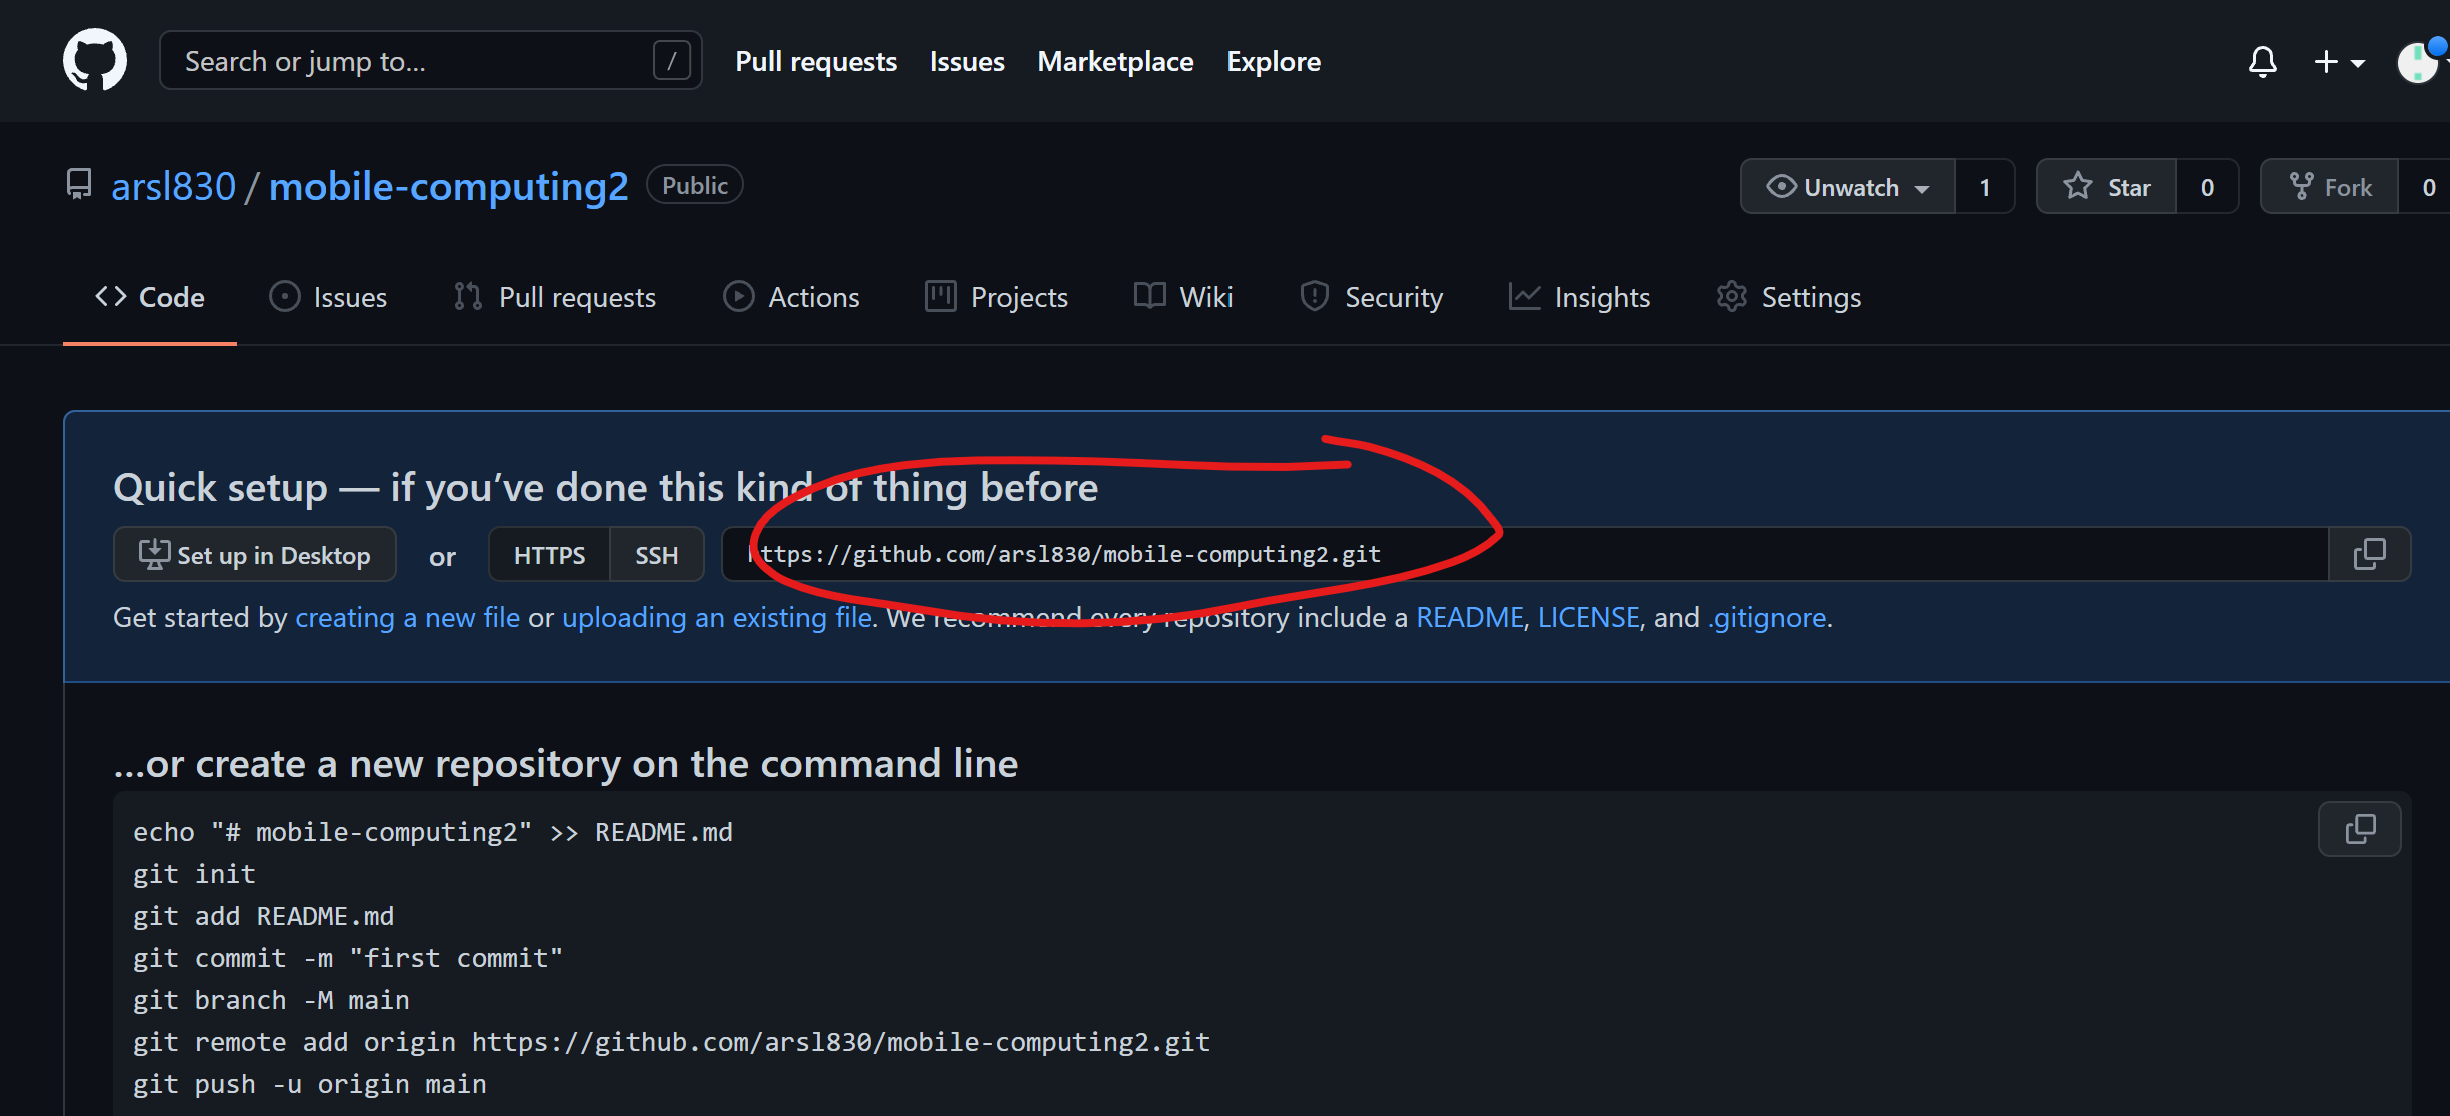 Search or jump to... / Pull requests Issues Marketplace Explore
arsl830 / mobile-computing2 Public Unwatch 1 Star 0 Fork 0
Code Issues Pull requests Actions Projects Wiki Security Insights Settings
Quick setup — if you’ve done this kind of thing before
Set up in Desktop or HTTPS SSH https://github.com/arsl830/mobile-computing2.git
Get started by creating a new file or uploading an existing file. We recommend every repository include a README, LICENSE, and .gitignore.
...or create a new repository on the command line
echo "# mobile-computing2" >> README.md
git init
git add README.md
git commit -m "first commit"
git branch -M main
git remote add origin https://github.com/arsl830/mobile-computing2.git
git push -u origin main